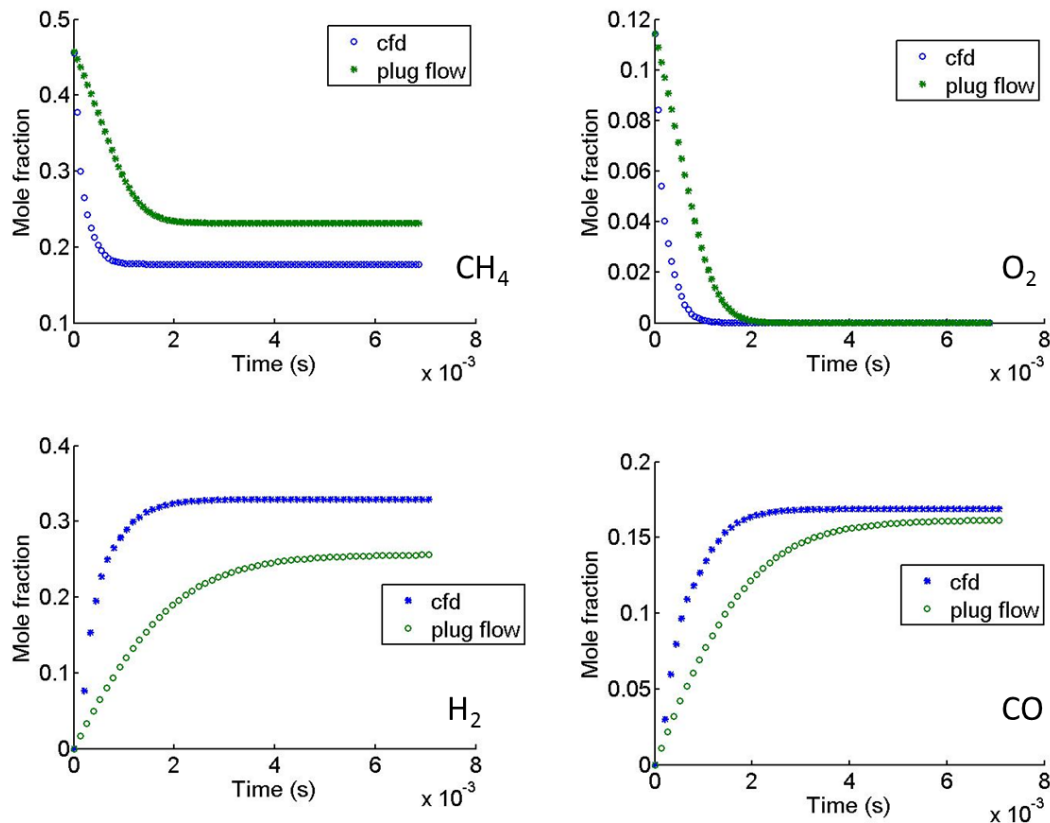 0.5
0.4
0.3
0.2
0.1
Mole fraction
cfd
plug flow
CH4
0 2 4 6 8
Time (s)
x 10-3
0.12
0.1
0.08
0.06
0.04
0.02
0
Mole fraction
cfd
plug flow
O2
0 2 4 6 8
Time (s)
x 10-3
0.4
0.3
0.2
0.1
0
Mole fraction
cfd
plug flow
H2
0 2 4 6 8
Time (s)
x 10-3
0.2
0.15
0.1
0.05
0
Mole fraction
cfd
plug flow
CO
0 2 4 6 8
Time (s)
x 10-3